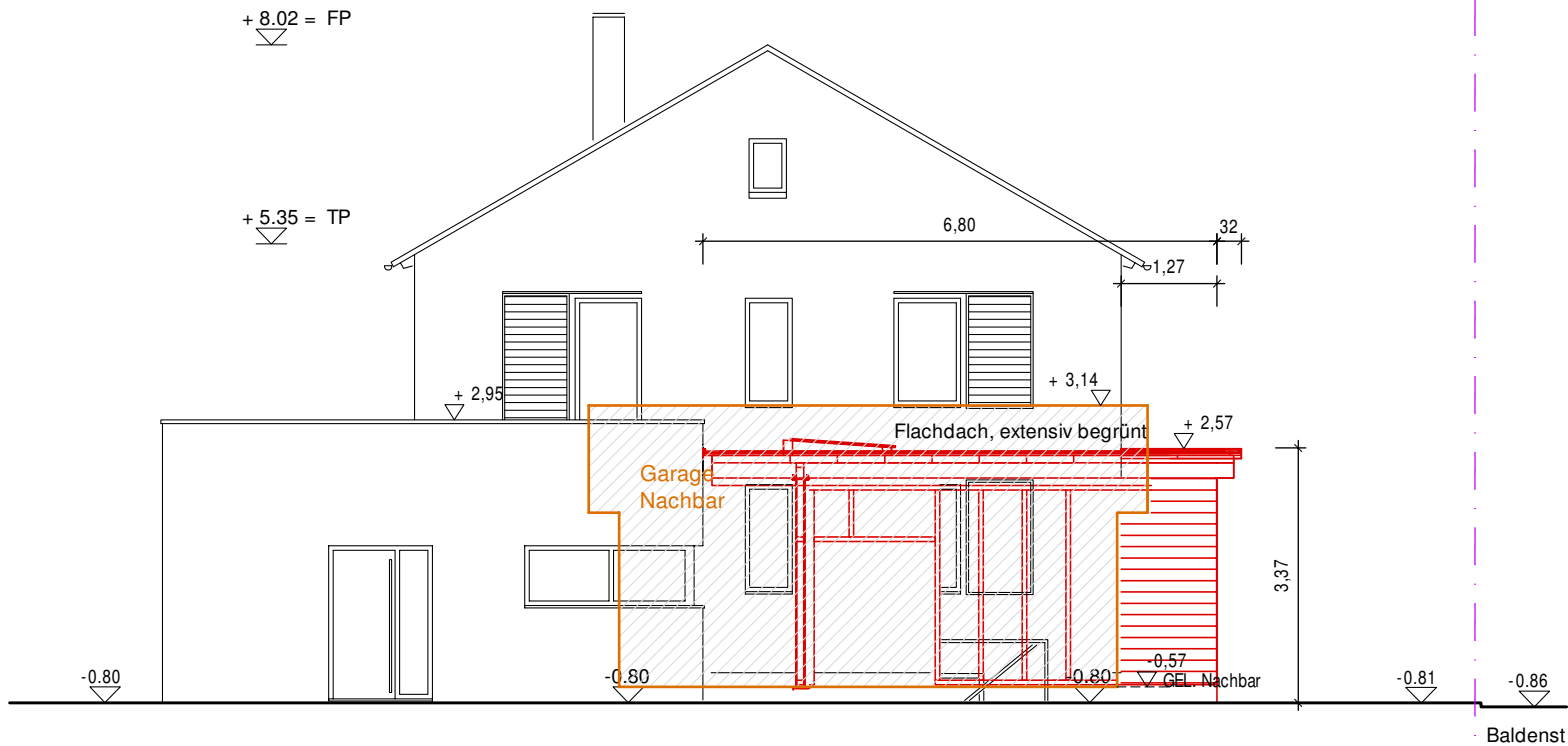 + 8.02 = FP
+ 5.35 = TP
6,80
32
1,27
+ 2,95
+ 3,14
Flachdach, extensiv begrünt
+ 2,57
Garage
Nachbar
3,37
-0.80
-0.80
-0.80
-0,57
GEL. Nachbar
-0.81
-0.86
Baldenst